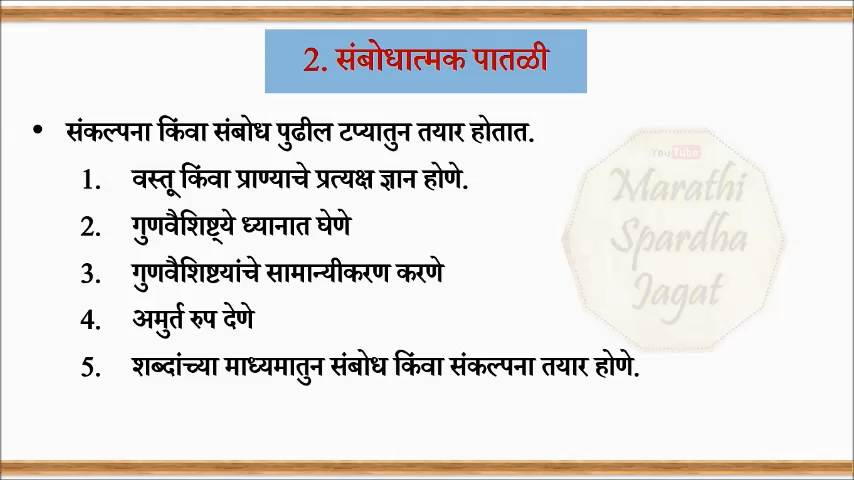 2. संबोधात्मक पातळी
• संकल्पना किंवा संबोध पुढील टप्यातुन तयार होतात.
1. वस्तू किंवा प्राण्याचे प्रत्यक्ष ज्ञान होणे.
2. गुणवैशिष्ट्ये ध्यानात घेणे
3. गुणवैशिष्टयांचे सामान्यीकरण करणे
4. अमुर्त रुप देणे
5. शब्दांच्या माध्यमातुन संबोध किंवा संकल्पना तयार होणे.
YouTube
Marathi
Spardha
Jagat